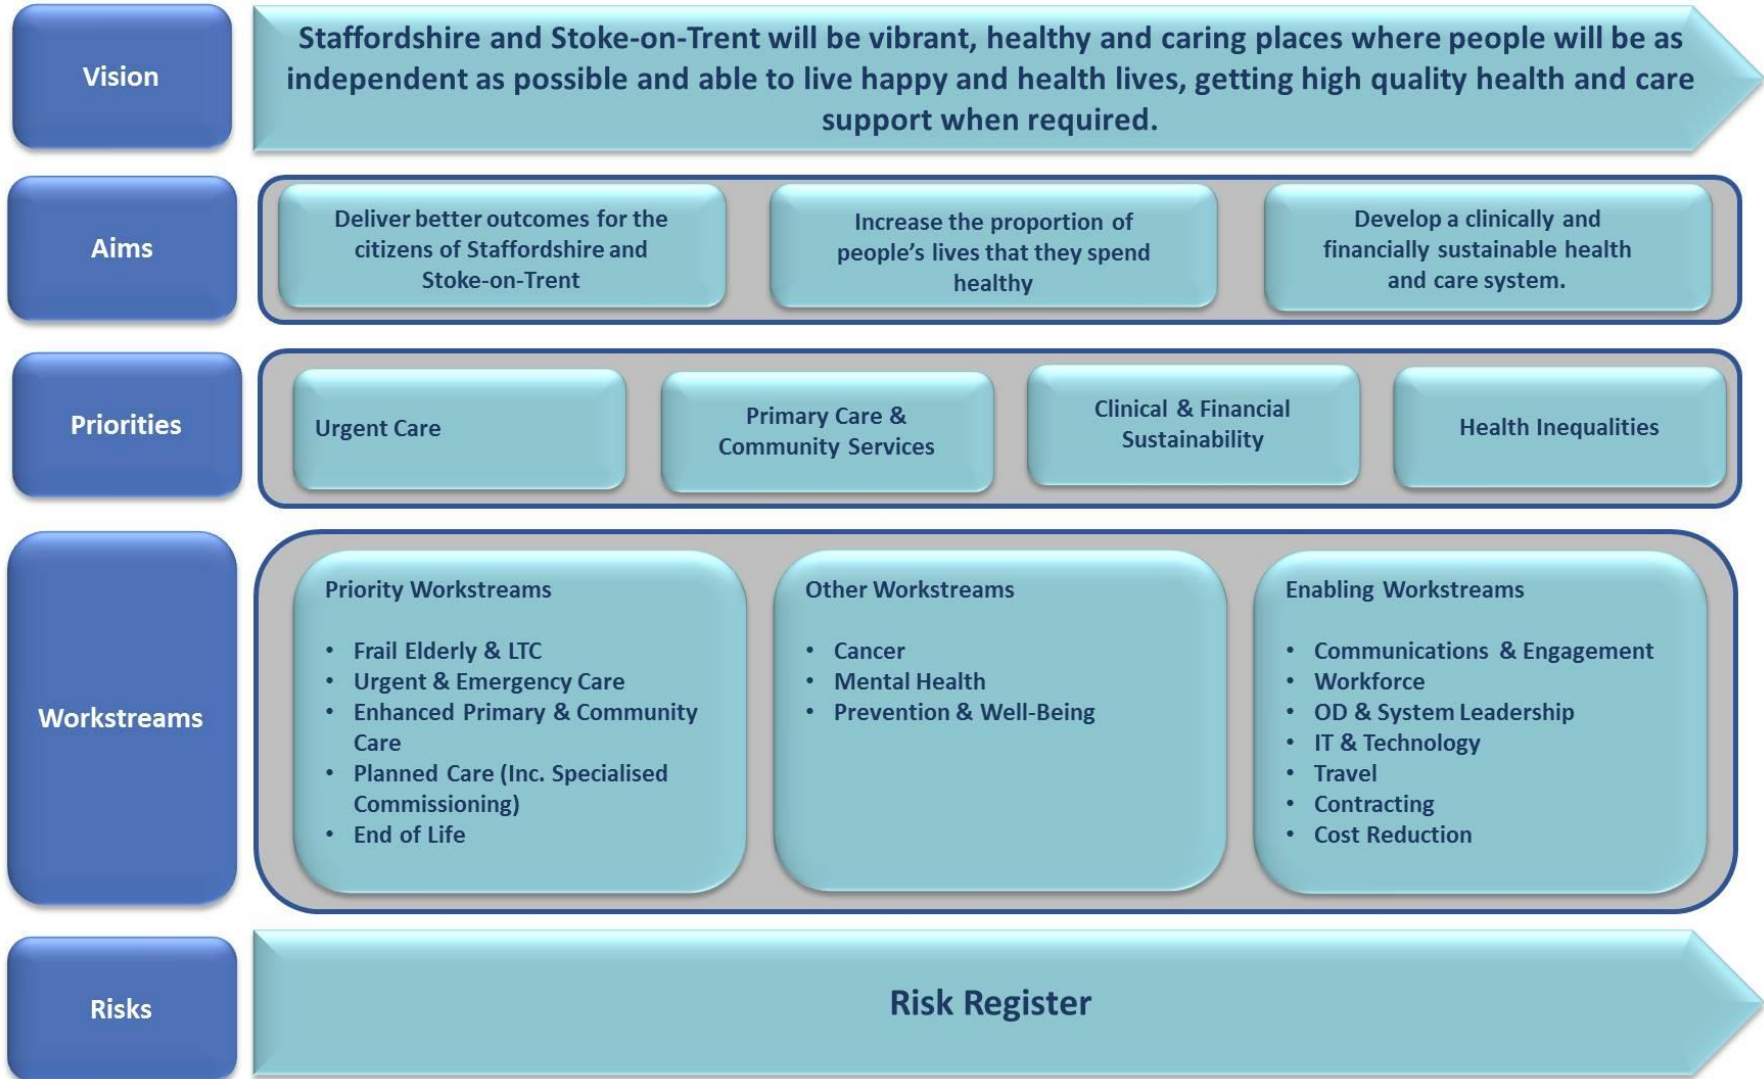 Vision
Staffordshire and Stoke-on-Trent will be vibrant, healthy and caring places where people will be as
independent as possible and able to live happy and health lives, getting high quality health and care
support when required.
Aims
Deliver better outcomes for the
citizens of Staffordshire and
Stoke-on-Trent
Increase the proportion of
people's lives that they spend
healthy
Develop a clinically and
financially sustainable health
and care system.
Priorities
Urgent Care
Primary Care &
Community Services
Clinical & Financial
Sustainability
Health Inequalities
Workstreams
Priority Workstreams
• Frail Elderly & LTC
• Urgent & Emergency Care
• Enhanced Primary & Community
Care
• Planned Care (Inc. Specialised
Commissioning)
• End of Life
Other Workstreams
• Cancer
• Mental Health
• Prevention & Well-Being
Enabling Workstreams
• Communications & Engagement
• Workforce
• OD & System Leadership
• IT & Technology
• Travel
• Contracting
• Cost Reduction
Risks
Risk Register